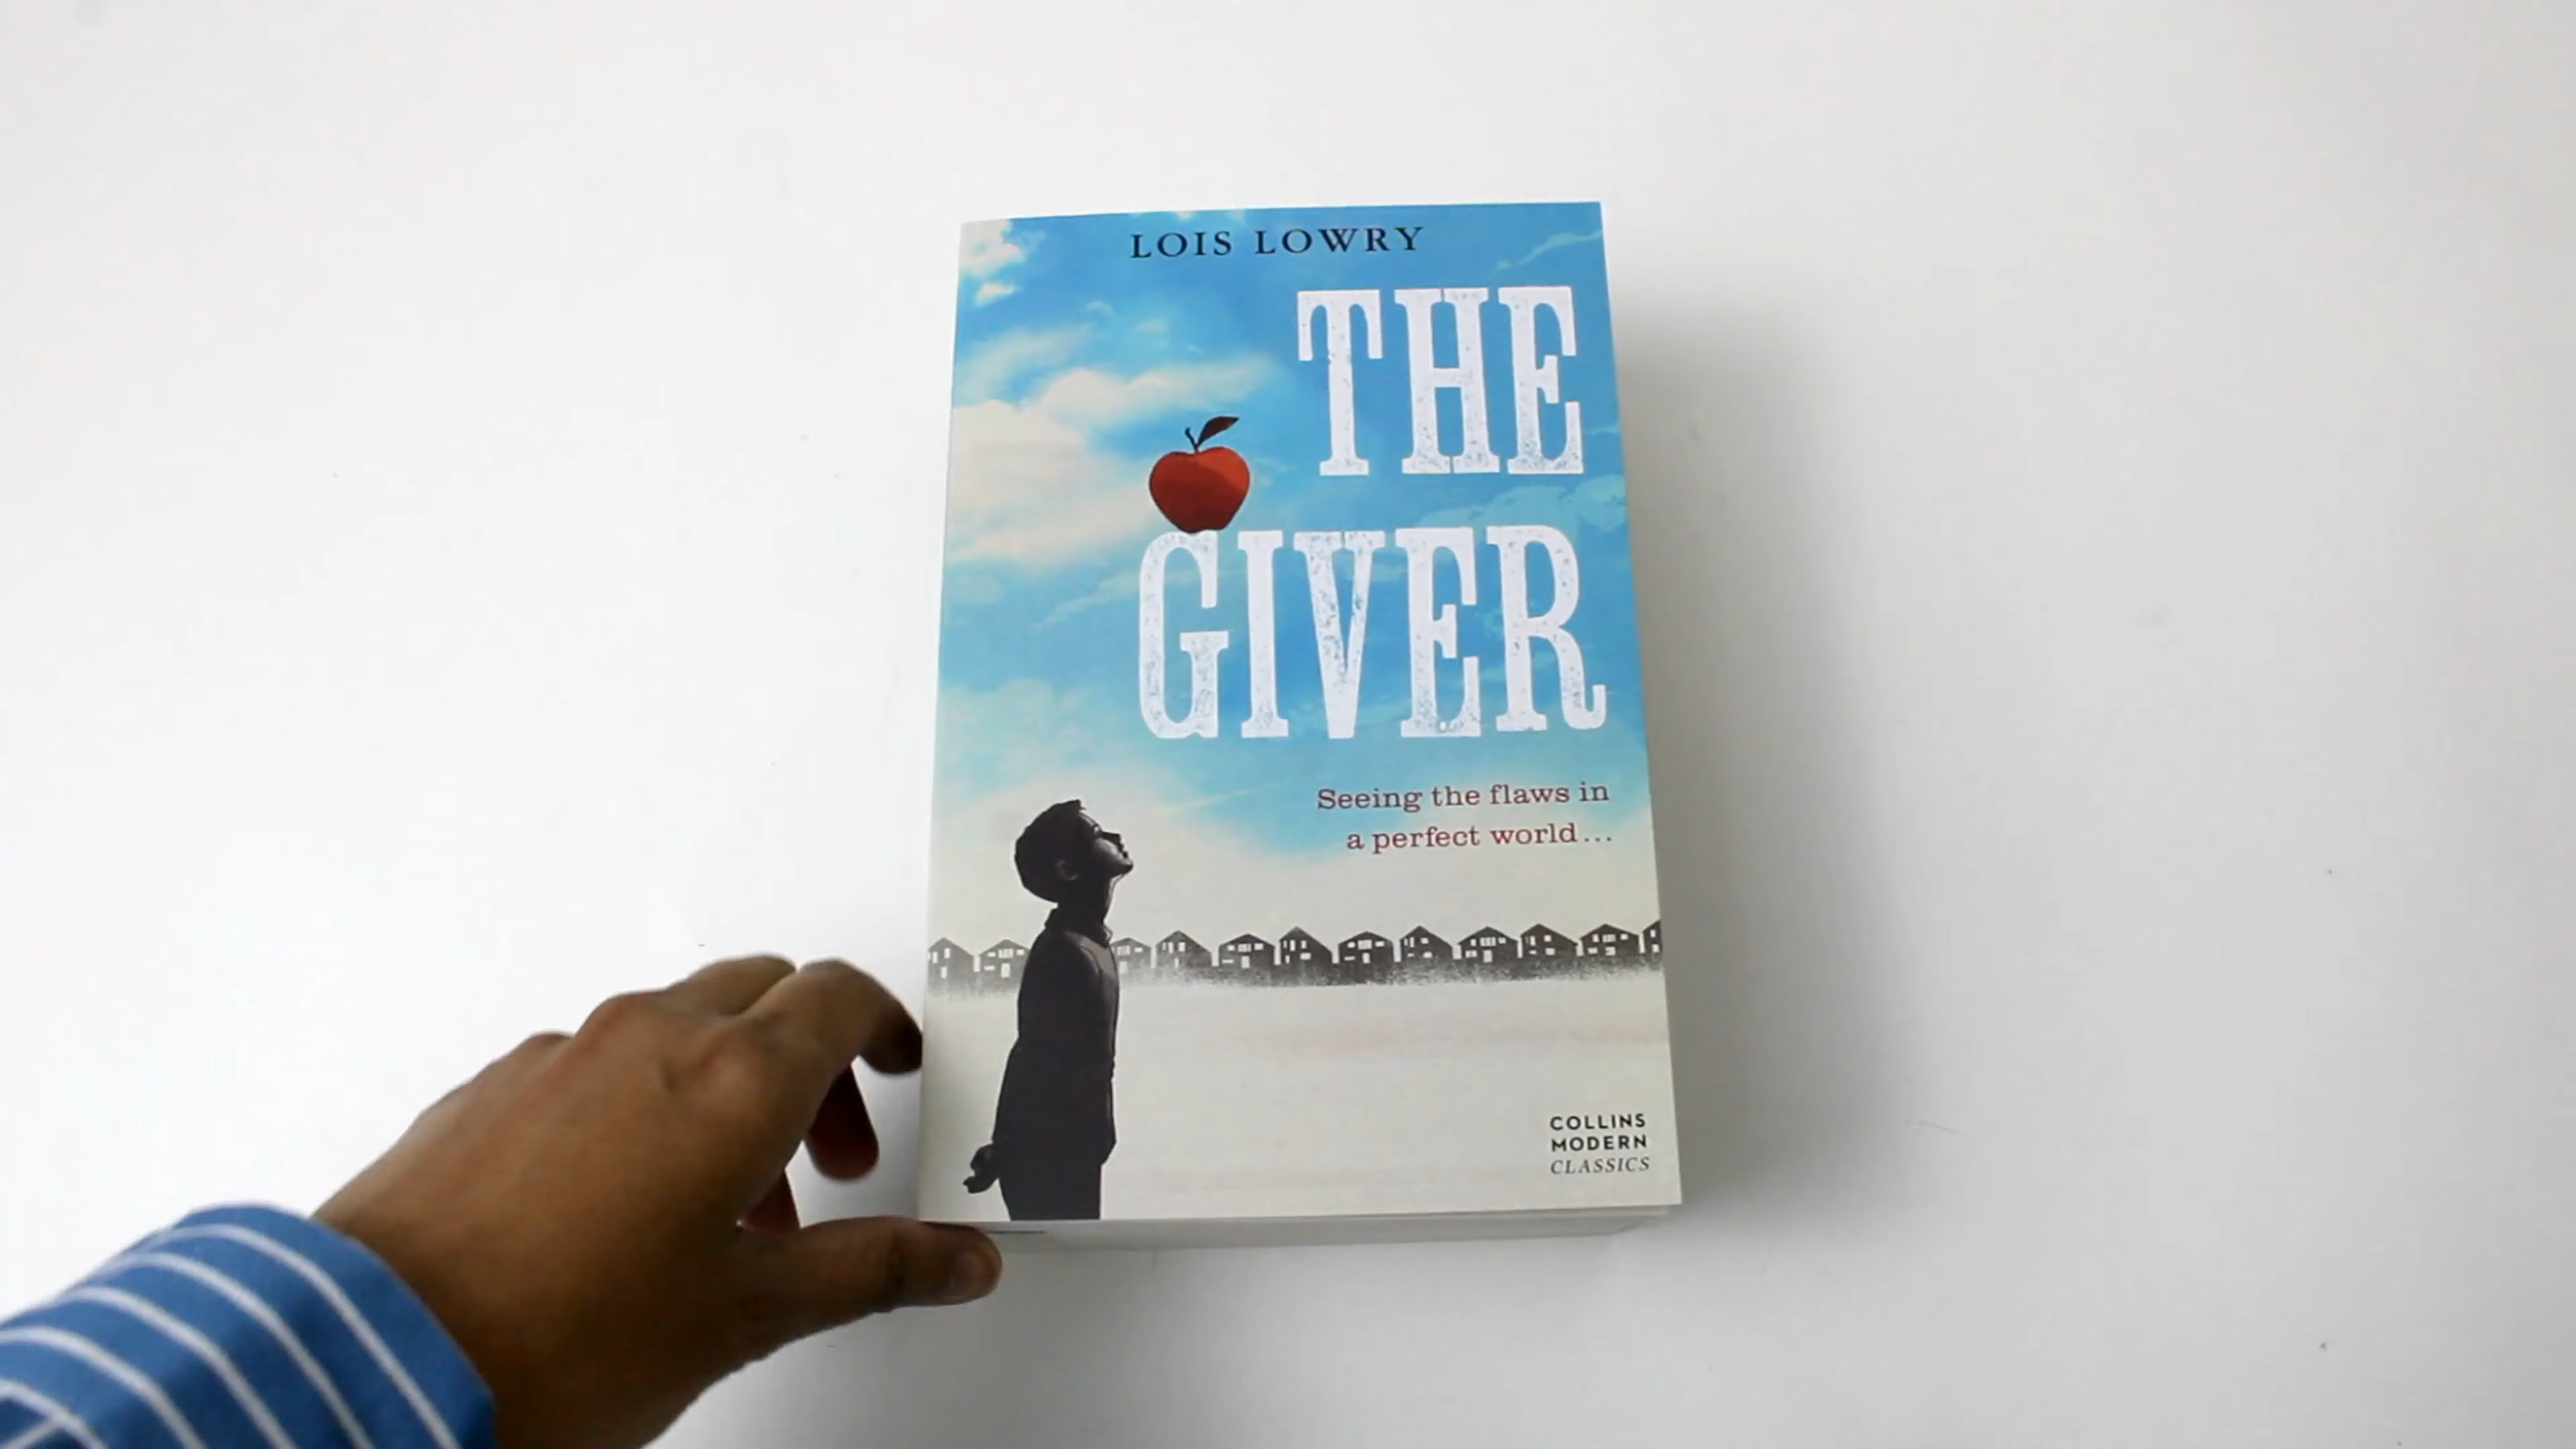 LOIS LOWRY
THE
GIVER
Seeing the flaws in
a perfect world...
COLLINS
MODERN
CLASSICS